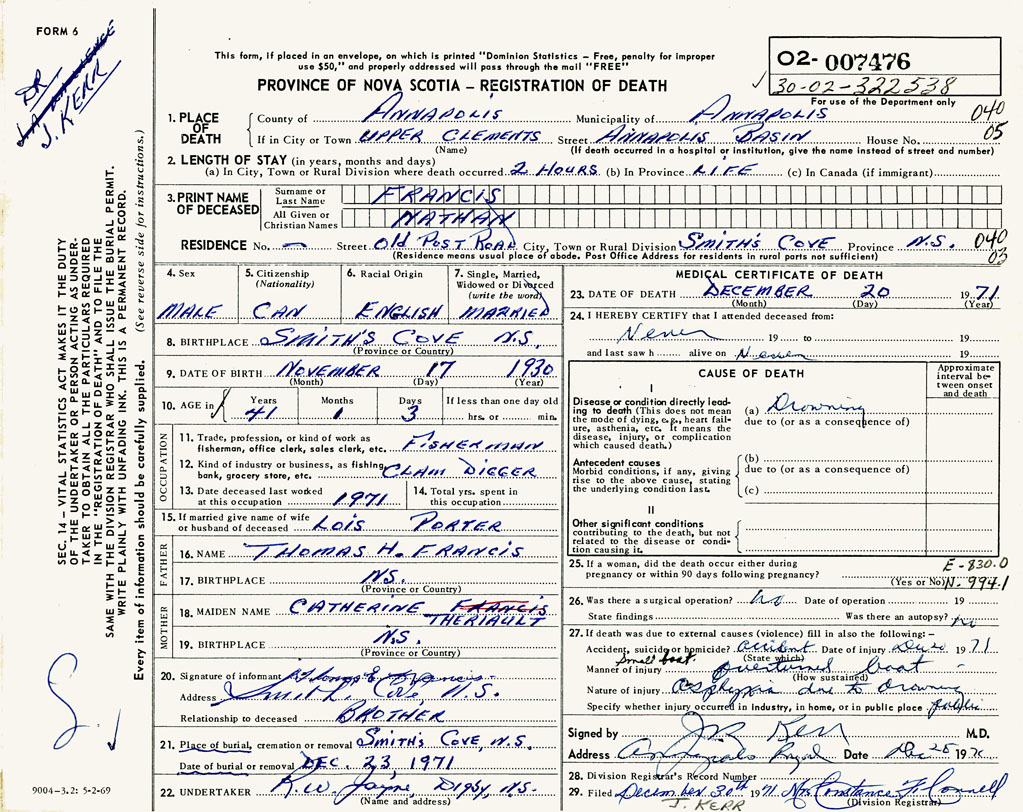 FORM 6
DR
J. KERR
This form, if placed in an envelope, on which is printed "Dominion Statistics – Free, penalty for improper
use $50," and properly addressed will pass through the mail "FREE"
PROVINCE OF NOVA SCOTIA – REGISTRATION OF DEATH
02- 007476
30-02-322538
For use of the Department only
1. PLACE OF DEATH
County of ANNAPOLIS Municipality of ANNAPOLIS 040
If in City or Town UPPER CLEMENTS Street ANNAPOLIS BASIN House No. 05
(Name) (If death occurred in a hospital or institution, give the name instead of street and number)
2. LENGTH OF STAY (in years, months and days)
(a) In City, Town or Rural Division where death occurred 2 HOURS (b) In Province LIFE (c) In Canada (if immigrant)
3. PRINT NAME OF DECEASED
Surname or Last Name FRANCIS
All Given or Christian Names NATHAN
RESIDENCE No. — Street Old POST ROAD City, Town or Rural Division SMITH'S COVE Province N.S. 040
(Residence means usual place of abode. Post Office Address for residents in rural parts not sufficient) 03
4. Sex MALE
5. Citizenship (Nationality) CAN
6. Racial Origin ENGLISH
7. Single, Married, Widowed or Divorced (write the word) MARRIED
8. BIRTHPLACE SMITH'S COVE N.S.
(Province or Country)
9. DATE OF BIRTH NOVEMBER 17 1930
(Month) (Day) (Year)
10. AGE in Years 41 Months 1 Days 3 If less than one day old hrs. or min.
OCCUPATION
11. Trade, profession, or kind of work as
fisherman, office clerk, sales clerk, etc. FISHERMAN
12. Kind of industry or business, as fishing,
bank, grocery store, etc. CLAM DIGGER
13. Date deceased last worked at this occupation 1971
14. Total yrs. spent in this occupation
15. If married give name of wife
or husband of deceased LOIS PORTER
FATHER
16. NAME THOMAS H. FRANCIS
17. BIRTHPLACE N.S.
(Province or Country)
MOTHER
18. MAIDEN NAME CATHERINE FRANCIS
THERIAULT
19. BIRTHPLACE N.S.
(Province or Country)
20. Signature of informant
Address Smith's Cove, N.S.
Relationship to deceased BROTHER
21. Place of burial, cremation or removal SMITH'S COVE, N.S.
Date of burial or removal DEC. 23, 1971
22. UNDERTAKER R.W. Jayne, DIGBY, N.S.
(Name and address)
MEDICAL CERTIFICATE OF DEATH
23. DATE OF DEATH DECEMBER 20 1971
(Month) (Day) (Year)
24. I HEREBY CERTIFY that I attended deceased from:
Never 19 to 19
and last saw h alive on Never 19
CAUSE OF DEATH
Approximate interval between onset and death
I
Disease or condition directly leading to death (This does not mean the mode of dying, e.g., heart failure, asthenia, etc. It means the disease, injury, or complication which caused death.)
(a) Drowning
due to (or as a consequence of)
Antecedent causes
Morbid conditions, if any, giving rise to the above cause, stating the underlying condition last.
(b)
due to (or as a consequence of)
(c)
II
Other significant conditions
contributing to the death, but not related to the disease or condition causing it.
25. If a woman, did the death occur either during
pregnancy or within 90 days following pregnancy?
(Yes or No)
E-830.0
N-994.1
26. Was there a surgical operation? no Date of operation 19
State findings Was there an autopsy? no
27. If death was due to external causes (violence) fill in also the following:–
Accident, suicide or homicide? accident Date of injury Dec 20 1971
(State which)
Manner of injury small boat overturned boat
(How sustained)
Nature of injury Asphyxia due to drowning
Specify whether injury occurred in industry, in home, or in public place public
Signed by J R Kerr M.D.
Address Annapolis Royal Date
28. Division Registrar's Record Number
29. Filed December 30th 1971 Mrs Constance
(Division Registrar)
J. KERR
SEC. 14 – VITAL STATISTICS ACT MAKES IT THE DUTY
OF THE UNDERTAKER OR PERSON ACTING AS UNDER-
TAKER TO OBTAIN ALL THE PARTICULARS REQUIRED
IN THE "REGISTRATION OF DEATH" AND TO FILE THE
SAME WITH THE DIVISION REGISTRAR WHO SHALL ISSUE THE BURIAL PERMIT.
WRITE PLAINLY WITH UNFADING INK. THIS IS A PERMANENT RECORD.
Every item of information should be carefully supplied. (See reverse side for instructions.)
9004-3.2: 5-2-69